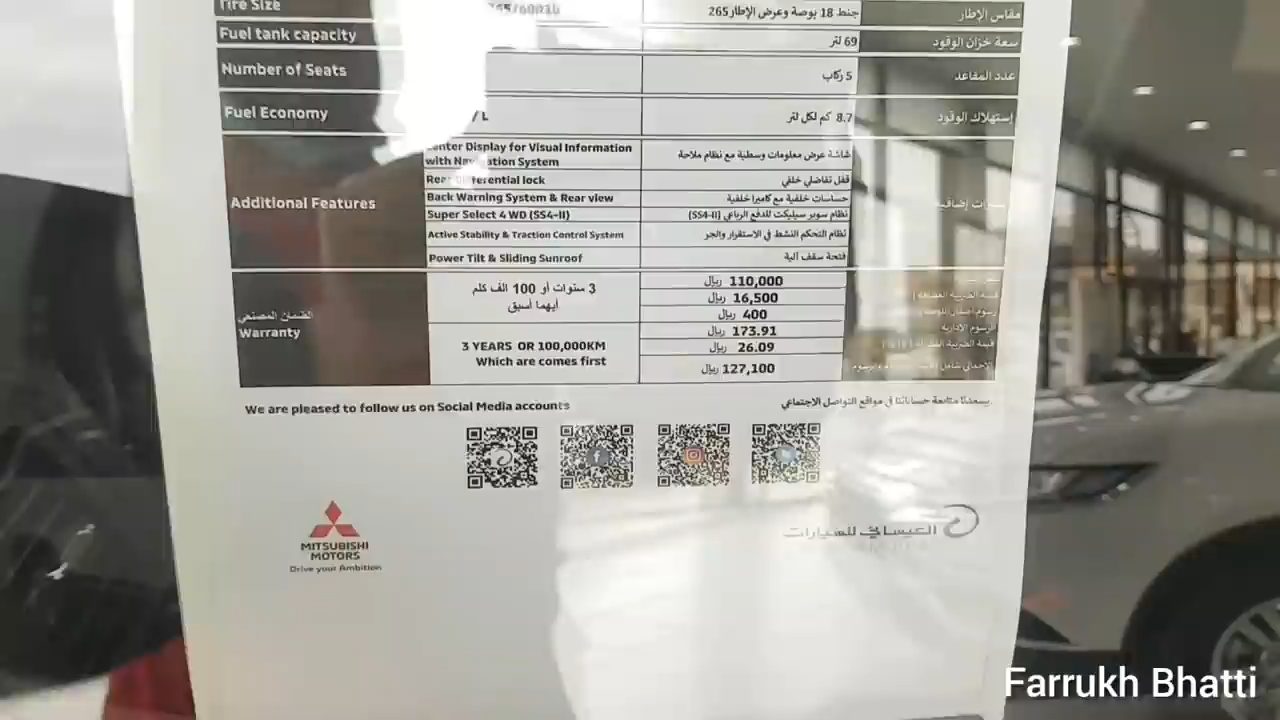 Tire Size جنط 18 بوصة وعرض الإطار 265 مقاس الإطار
Fuel tank capacity 69 لتر سعة خزان الوقود
Number of Seats 5 ركاب عدد المقاعد
Fuel Economy / L 8.7 كم لكل لتر إستهلاك الوقود
Additional Features
Center Display for Visual Information with Navigation System شاشة عرض معلومات وسطية مع نظام ملاحة
Rear Differential lock قفل تفاضلي خلفي
Back Warning System & Rear view حساسات خلفية مع كاميرا خلفية
Super Select 4 WD (SS4-II) نظام سوبر سيليكت للدفع الرباعي (SS4-II)
Active Stability & Traction Control System نظام التحكم النشط في الاستقرار والجر
Power Tilt & Sliding Sunroof فتحة سقف آلية
الضمان المصنعي
Warranty
3 سنوات أو 100 الف كلم
أيهما أسبق
3 YEARS OR 100,000KM
Which are comes first
110,000 ريال
16,500 ريال
400 ريال
173.91 ريال الرسوم الادارية
26.09 ريال
127,100 ريال
We are pleased to follow us on Social Media accounts يسعدنا متابعة حساباتنا في مواقع التواصل الاجتماعي
MITSUBISHI
MOTORS
Drive your Ambition
العيسائي للسيارات
Farrukh Bhatti